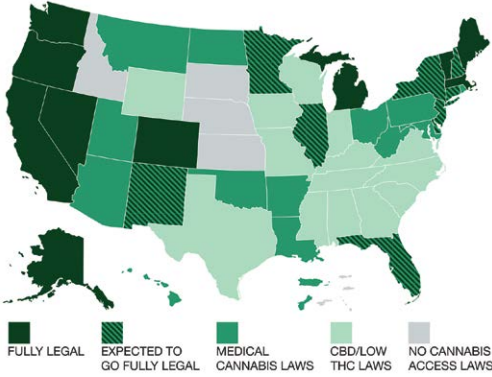 FULLY LEGAL
EXPECTED TO
GO FULLY LEGAL
MEDICAL
CANNABIS LAWS
CBD/LOW
THC LAWS
NO CANNABIS
ACCESS LAWS